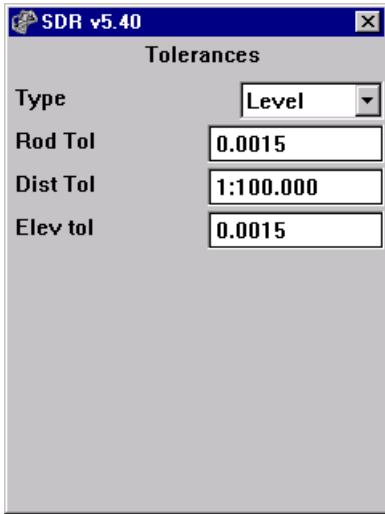 SDR v5.40
Tolerances
Type Level
Rod Tol 0.0015
Dist Tol 1:100.000
Elev tol 0.0015